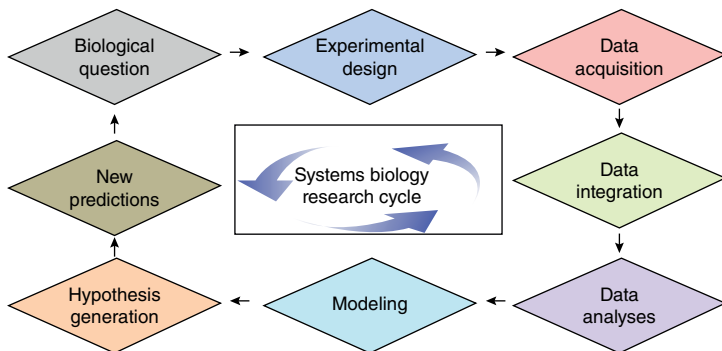 Biological
question
Experimental
design
Data
acquisition
New
predictions
Systems biology
research cycle
Data
integration
Hypothesis
generation
Modeling
Data
analyses